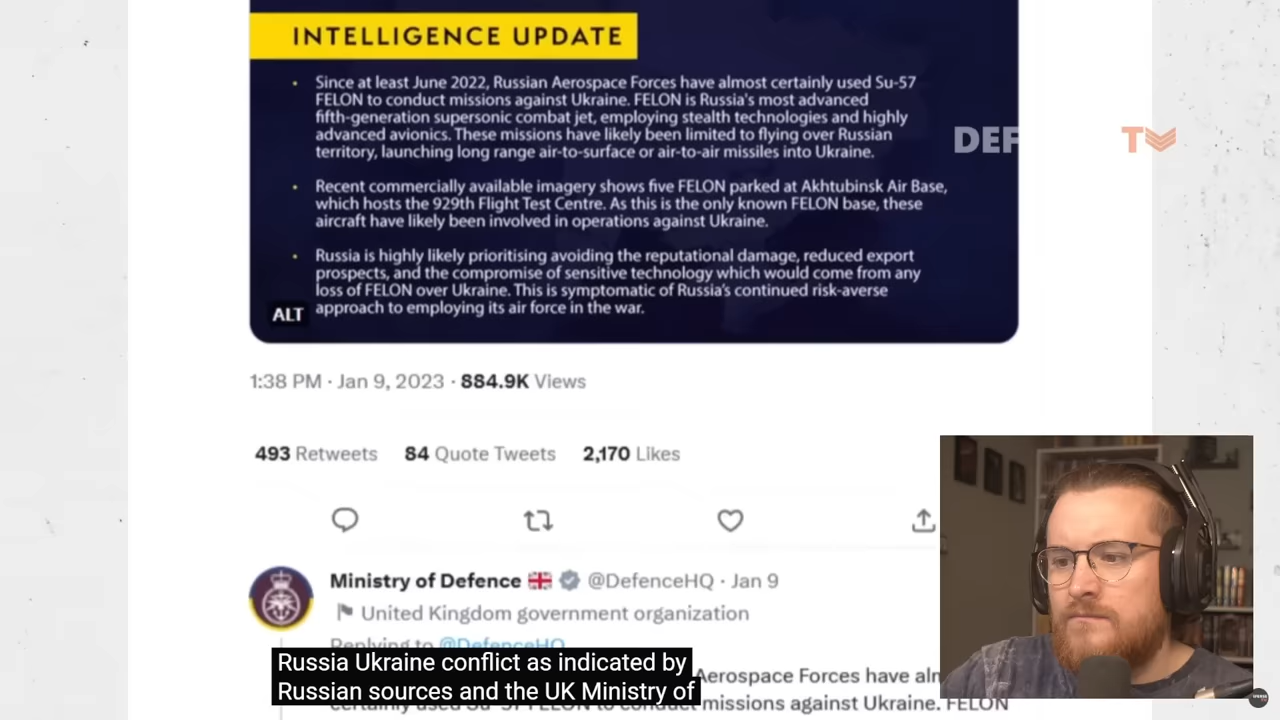 INTELLIGENCE UPDATE
• Since at least June 2022, Russian Aerospace Forces have almost certainly used Su-57
FELON to conduct missions against Ukraine. FELON is Russia's most advanced
fifth-generation supersonic combat jet, employing stealth technologies and highly
advanced avionics. These missions have likely been limited to flying over Russian
territory, launching long range air-to-surface or air-to-air missiles into Ukraine.
DEF T
• Recent commercially available imagery shows five FELON parked at Akhtubinsk Air Base,
which hosts the 929th Flight Test Centre. As this is the only known FELON base, these
aircraft have likely been involved in operations against Ukraine.
• Russia is highly likely prioritising avoiding the reputational damage, reduced export
prospects, and the compromise of sensitive technology which would come from any
loss of FELON over Ukraine. This is symptomatic of Russia's continued risk-averse
approach to employing its air force in the war.
ALT
1:38 PM · Jan 9, 2023 · 884.9K Views
493 Retweets 84 Quote Tweets 2,170 Likes
Ministry of Defence @DefenceHQ · Jan 9
United Kingdom government organization
Replying to @DefenceHQ
Russia Ukraine conflict as indicated by
Russian sources and the UK Ministry of
Aerospace Forces have
missions against Ukraine. FELON